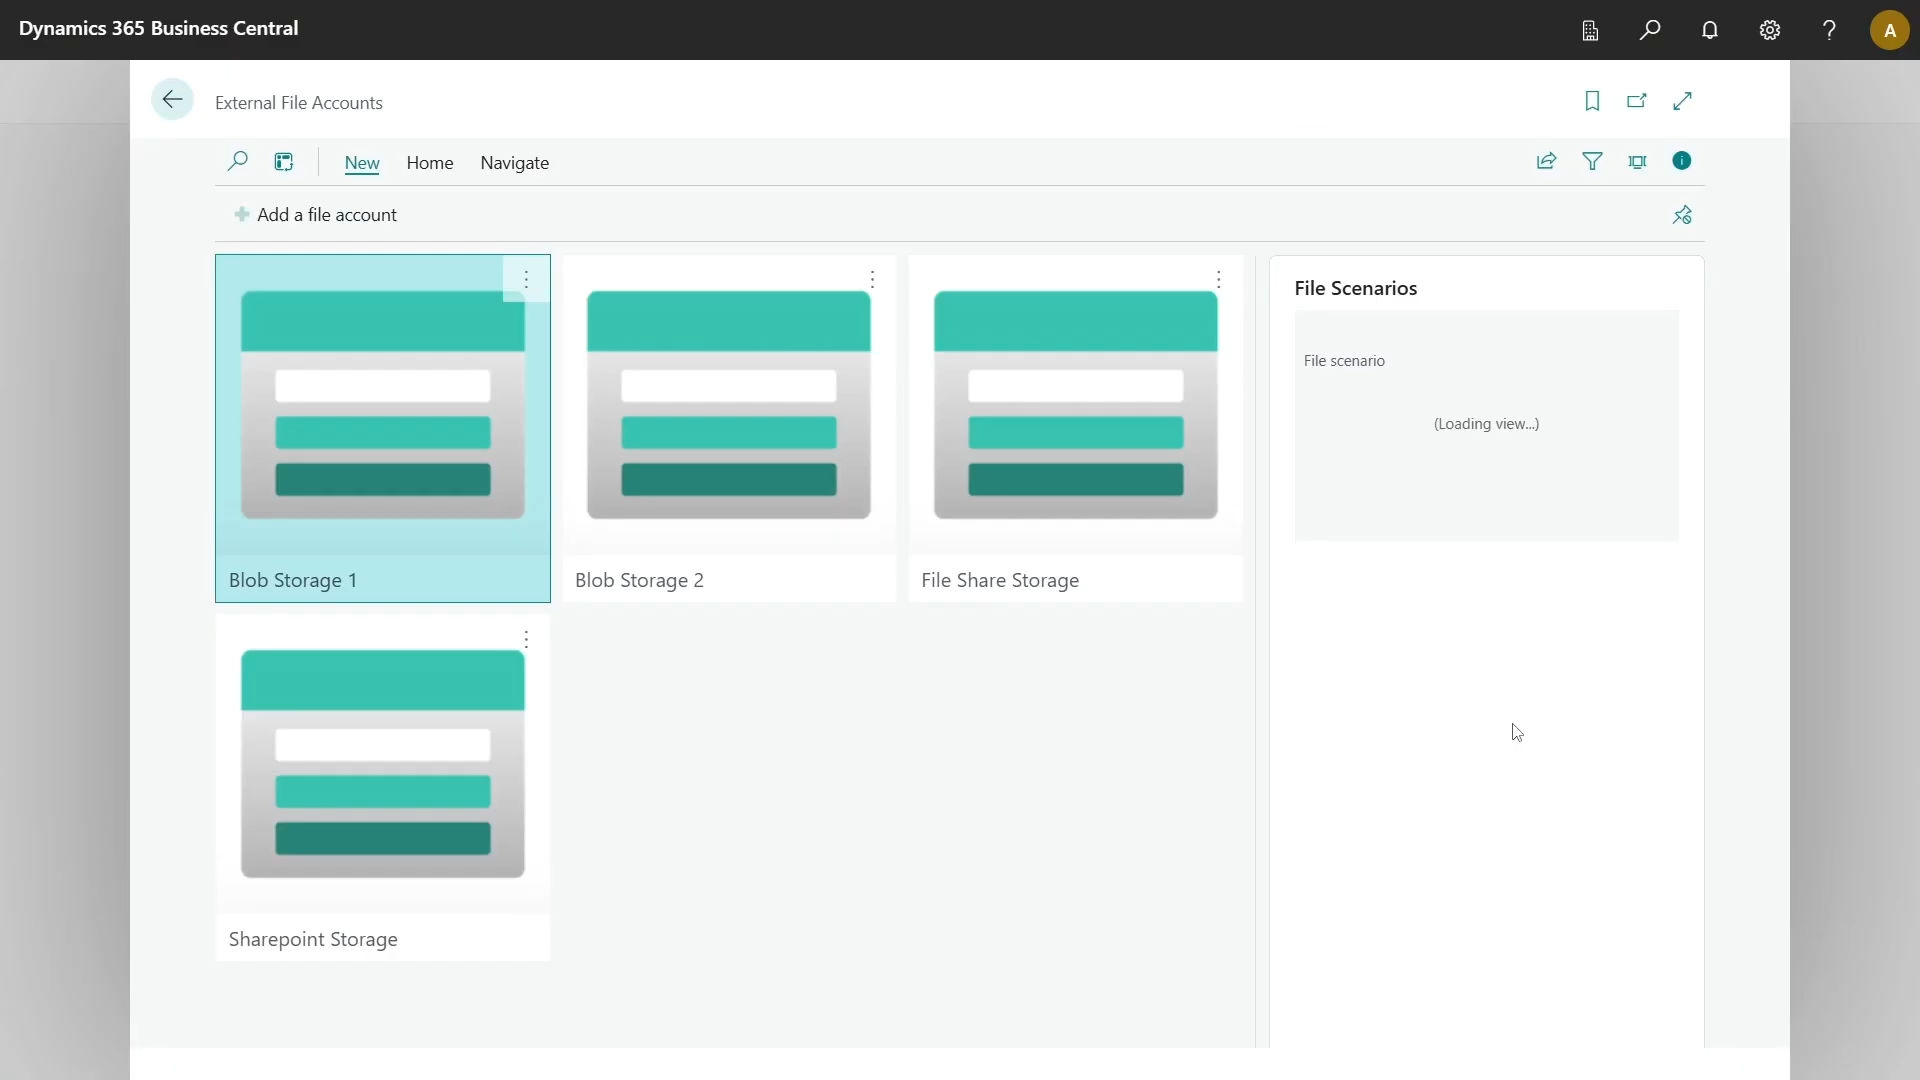 Dynamics 365 Business Central
A
External File Accounts
New Home Navigate
Add a file account
File Scenarios
File scenario
(Loading view...)
Blob Storage 1
Blob Storage 2
File Share Storage
Sharepoint Storage